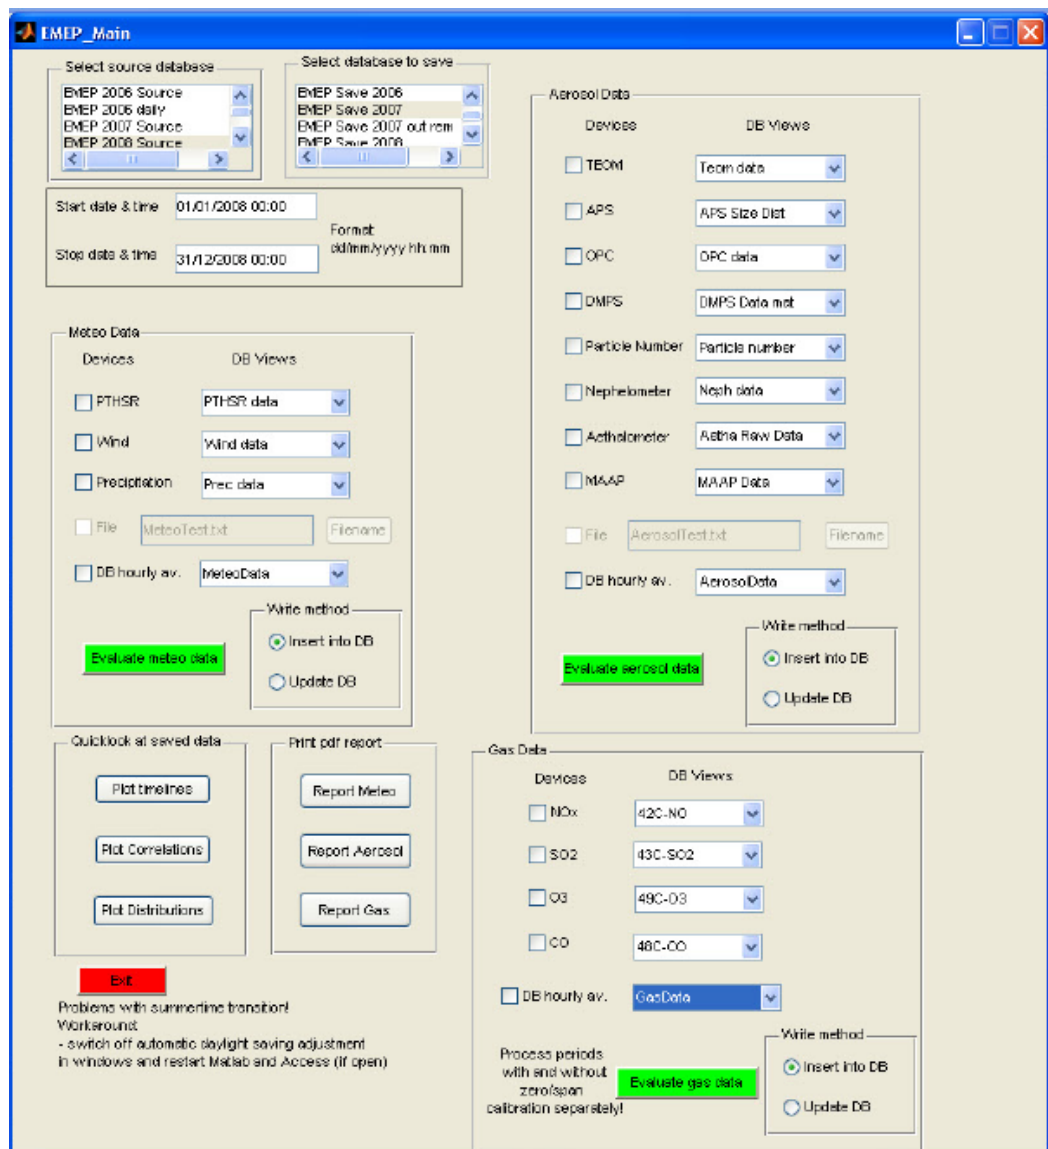 EMEP_Main
Select source database
EMEP 2006 Source
EMEP 2006 daily
EMEP 2007 Source
EMEP 2008 Source
Select database to save
EMEP Save 2006
EMEP Save 2007
EMEP Save 2007 out rem
EMEP Save 2008
Start date & time 01/01/2008 00:00
Stop date & time 31/12/2008 00:00
Format:
dd/mm/yyyy hh:mm
Meteo Data
Devices DB Views
PTHSR PTHSR data
Wind Wind data
Precipitation Prec data
File MeteoTest.txt Filename
DB hourly av. MeteoData
Evaluate meteo data
Write method
Insert into DB
Update DB
Aerosol Data
Devices DB Views
TEOM Teom data
APS APS Size Dist
OPC OPC data
DMPS DMPS Data mst
Particle Number Particle number
Nephelometer Neph data
Aethalometer Aetha Raw Data
MAAP MAAP Data
File AerosolTest.txt Filename
DB hourly av. AerosolData
Evaluate aerosol data
Write method
Insert into DB
Update DB
Quicklook at saved data
Plot timelines
Plot Correlations
Plot Distributions
Print pdf report
Report Meteo
Report Aerosol
Report Gas
Exit
Problems with summertime transition!
Workaround:
- switch off automatic daylight saving adjustment
in windows and restart Matlab and Access (if open)
Gas Data
Devices DB Views
NOx 42C-NO
SO2 43C-SO2
O3 49C-O3
CO 48C-CO
DB hourly av. GasData
Process periods
with and without
zero/span
calibration separately!
Evaluate gas data
Write method
Insert into DB
Update DB